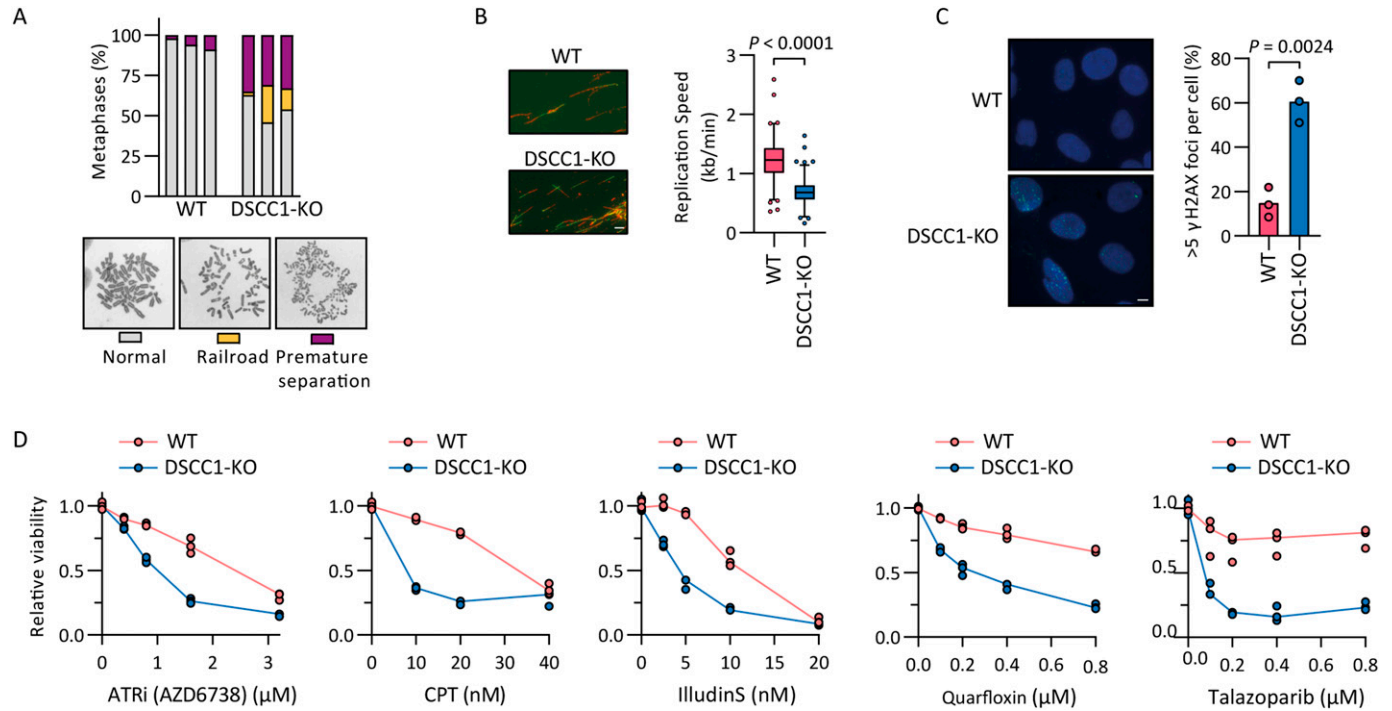 A
Metaphases (%)
100
75
50
25
0
WT
DSCC1-KO
Normal
Railroad
Premature
separation
B
WT
DSCC1-KO
P < 0.0001
Replication Speed
(kb/min)
3
2
1
0
WT
DSCC1-KO
C
WT
DSCC1-KO
P = 0.0024
>5 γH2AX foci per cell (%)
80
60
40
20
0
WT
DSCC1-KO
D
WT
DSCC1-KO
Relative viability
1.0
0.5
0.0
0
1
2
3
ATRi (AZD6738) (μM)
WT
DSCC1-KO
1.0
0.5
0.0
0
10
20
30
40
CPT (nM)
WT
DSCC1-KO
1.0
0.5
0.0
0
5
10
15
20
IlludinS (nM)
WT
DSCC1-KO
1.0
0.5
0.0
0.0
0.2
0.4
0.6
0.8
Quarfloxin (μM)
WT
DSCC1-KO
1.0
0.5
0.0
0.0
0.2
0.4
0.6
0.8
Talazoparib (μM)